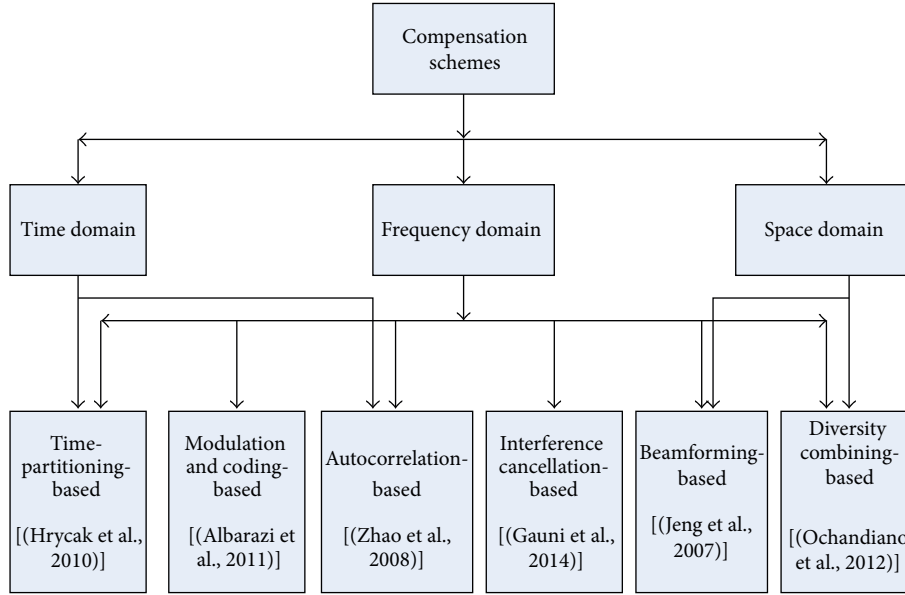 Compensation
schemes
Time domain
Frequency domain
Space domain
Time-
partitioning-
based
[(Hrycak et al.,
2010)]
Modulation
and coding-
based
[(Albarazi et
al., 2011)]
Autocorrelation-
based
[(Zhao et al.,
2008)]
Interference
cancellation-
based
[(Gauni et al.,
2014)]
Beamforming-
based
[(Jeng et al.,
2007)]
Diversity
combining-
based
[(Ochandiano
et al., 2012)]